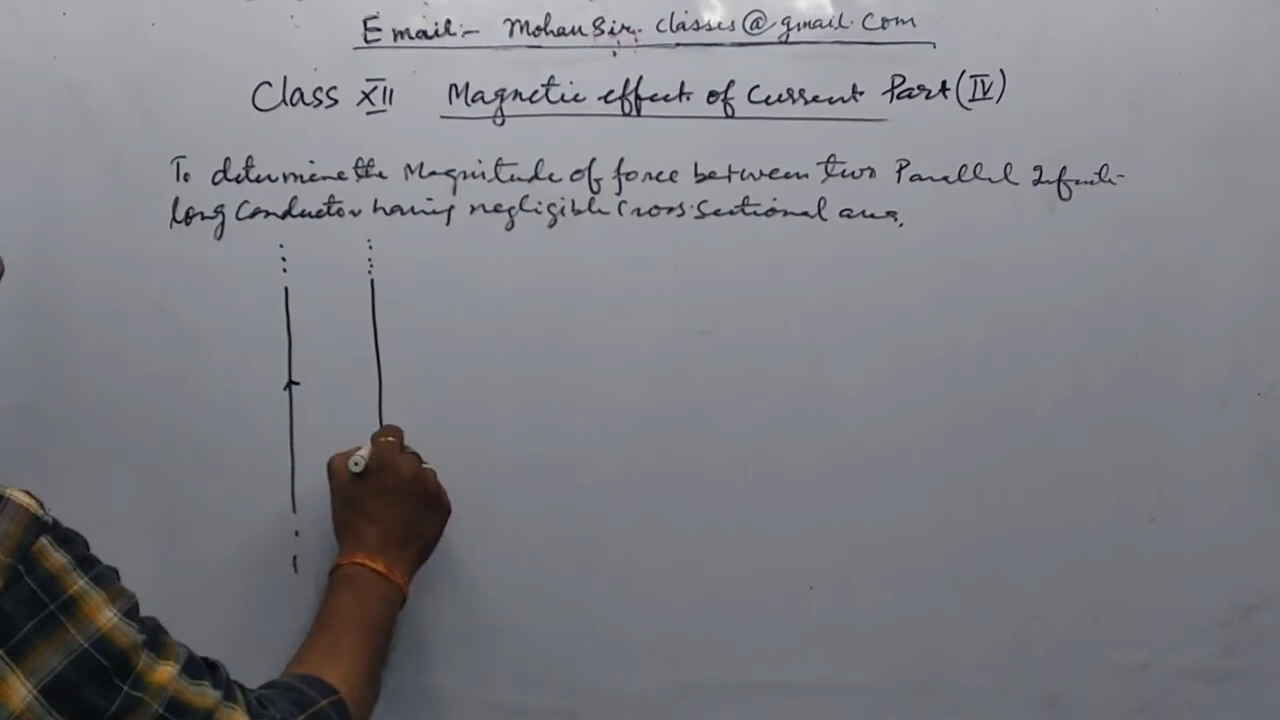 Email:- MohanSir.classes@gmail.com
Class XII Magnetic effect of Current Part (IV)
To determine the Magnitude of force between two Parallel Infinite
long Conductor having negligible Cross-Sectional area,